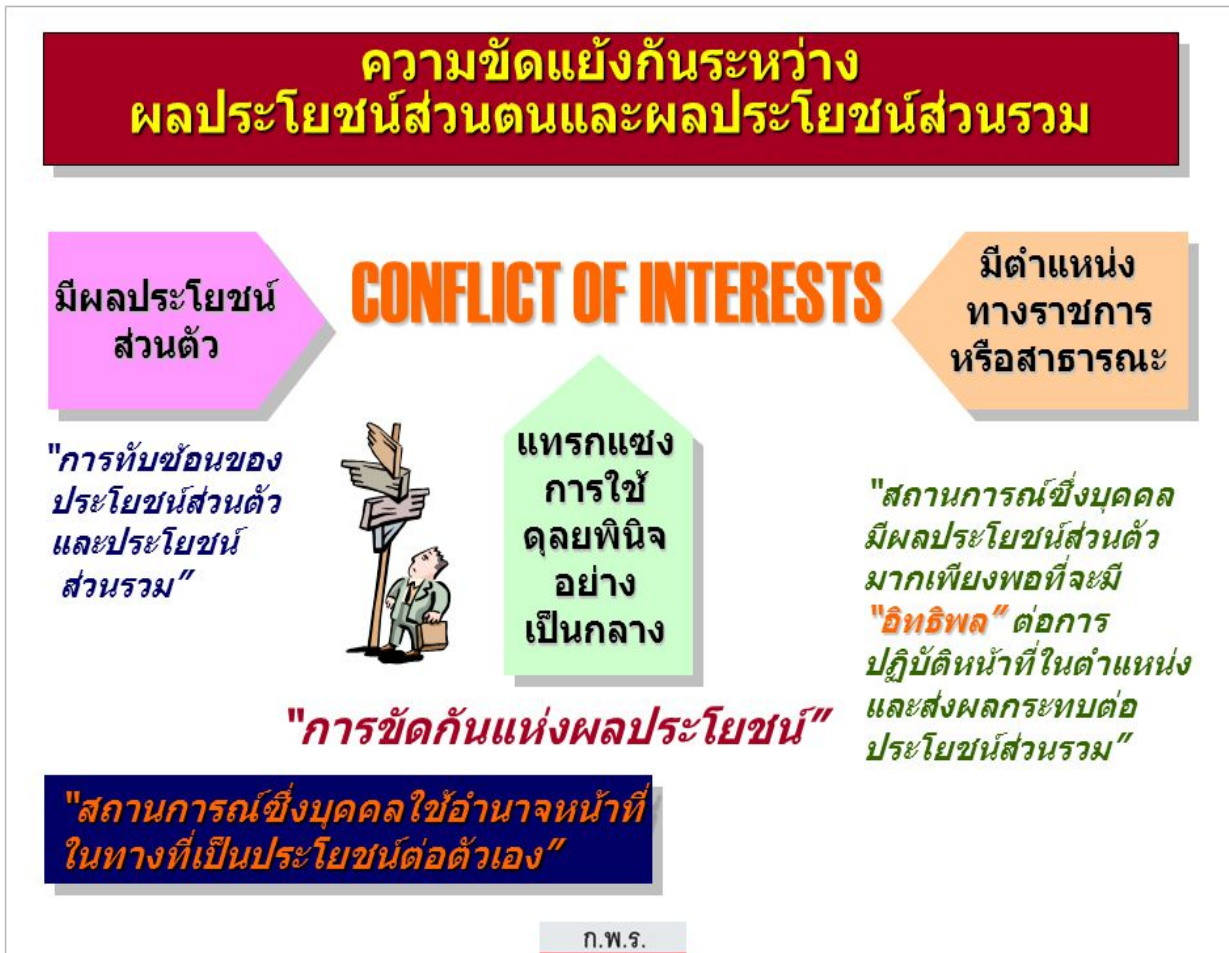 ความขัดแย้งกันระหว่าง
ผลประโยชน์ส่วนตนและผลประโยชน์ส่วนรวม
มีผลประโยชน์
ส่วนตัว
CONFLICT OF INTERESTS
มีตำแหน่ง
ทางราชการ
หรือสาธารณะ
"การทับซ้อนของ
ประโยชน์ส่วนตัว
และประโยชน์
ส่วนรวม"
แทรกแซง
การใช้
ดุลยพินิจ
อย่าง
เป็นกลาง
"สถานการณ์ซึ่งบุคคล
มีผลประโยชน์ส่วนตัว
มากเพียงพอที่จะมี
"อิทธิพล" ต่อการ
ปฏิบัติหน้าที่ในตำแหน่ง
และส่งผลกระทบต่อ
ประโยชน์ส่วนรวม"
"การขัดกันแห่งผลประโยชน์"
"สถานการณ์ซึ่งบุคคลใช้อำนาจหน้าที่
ในทางที่เป็นประโยชน์ต่อตัวเอง"
ก.พ.ร.